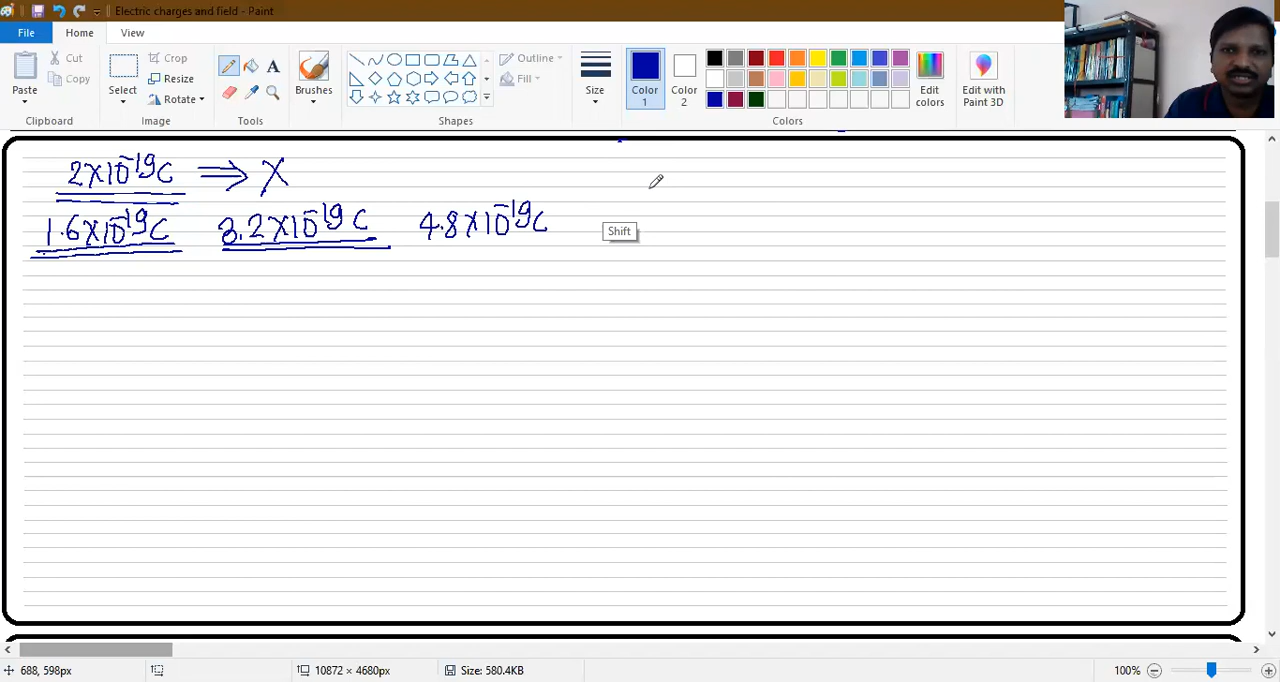 Electric charges and field - Paint
File Home View
Paste Cut Copy Clipboard
Select Crop Resize Rotate Image
Tools
Brushes
Outline Fill Shapes
Size
Color 1 Color 2 Edit colors Edit with Paint 3D Colors
2×10⁻¹⁹C ⇒ X
1.6×10⁻¹⁹C 3.2×10⁻¹⁹C 4.8×10⁻¹⁹C
Shift
688, 598px 10872 × 4680px Size: 580.4KB 100%